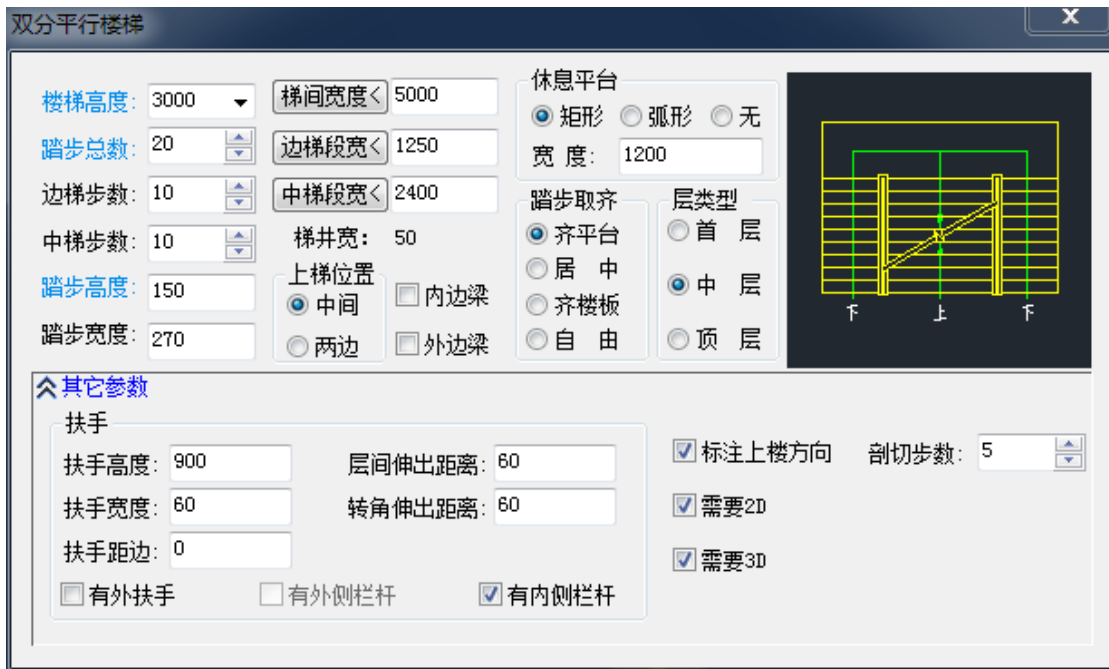 双分平行楼梯
X
楼梯高度: 3000
梯间宽度< 5000
踏步总数: 20
边梯段宽< 1250
边梯步数: 10
中梯段宽< 2400
中梯步数: 10
梯井宽: 50
踏步高度: 150
踏步宽度: 270
上梯位置
中间
两边
内边梁
外边梁
休息平台
矩形 弧形 无
宽 度: 1200
踏步取齐
齐平台
居 中
齐楼板
自 由
层类型
首 层
中 层
顶 层
下 上 下
其它参数
扶手
扶手高度: 900
层间伸出距离: 60
扶手宽度: 60
转角伸出距离: 60
扶手距边: 0
有外扶手 有外侧栏杆 有内侧栏杆
标注上楼方向 剖切步数: 5
需要2D
需要3D